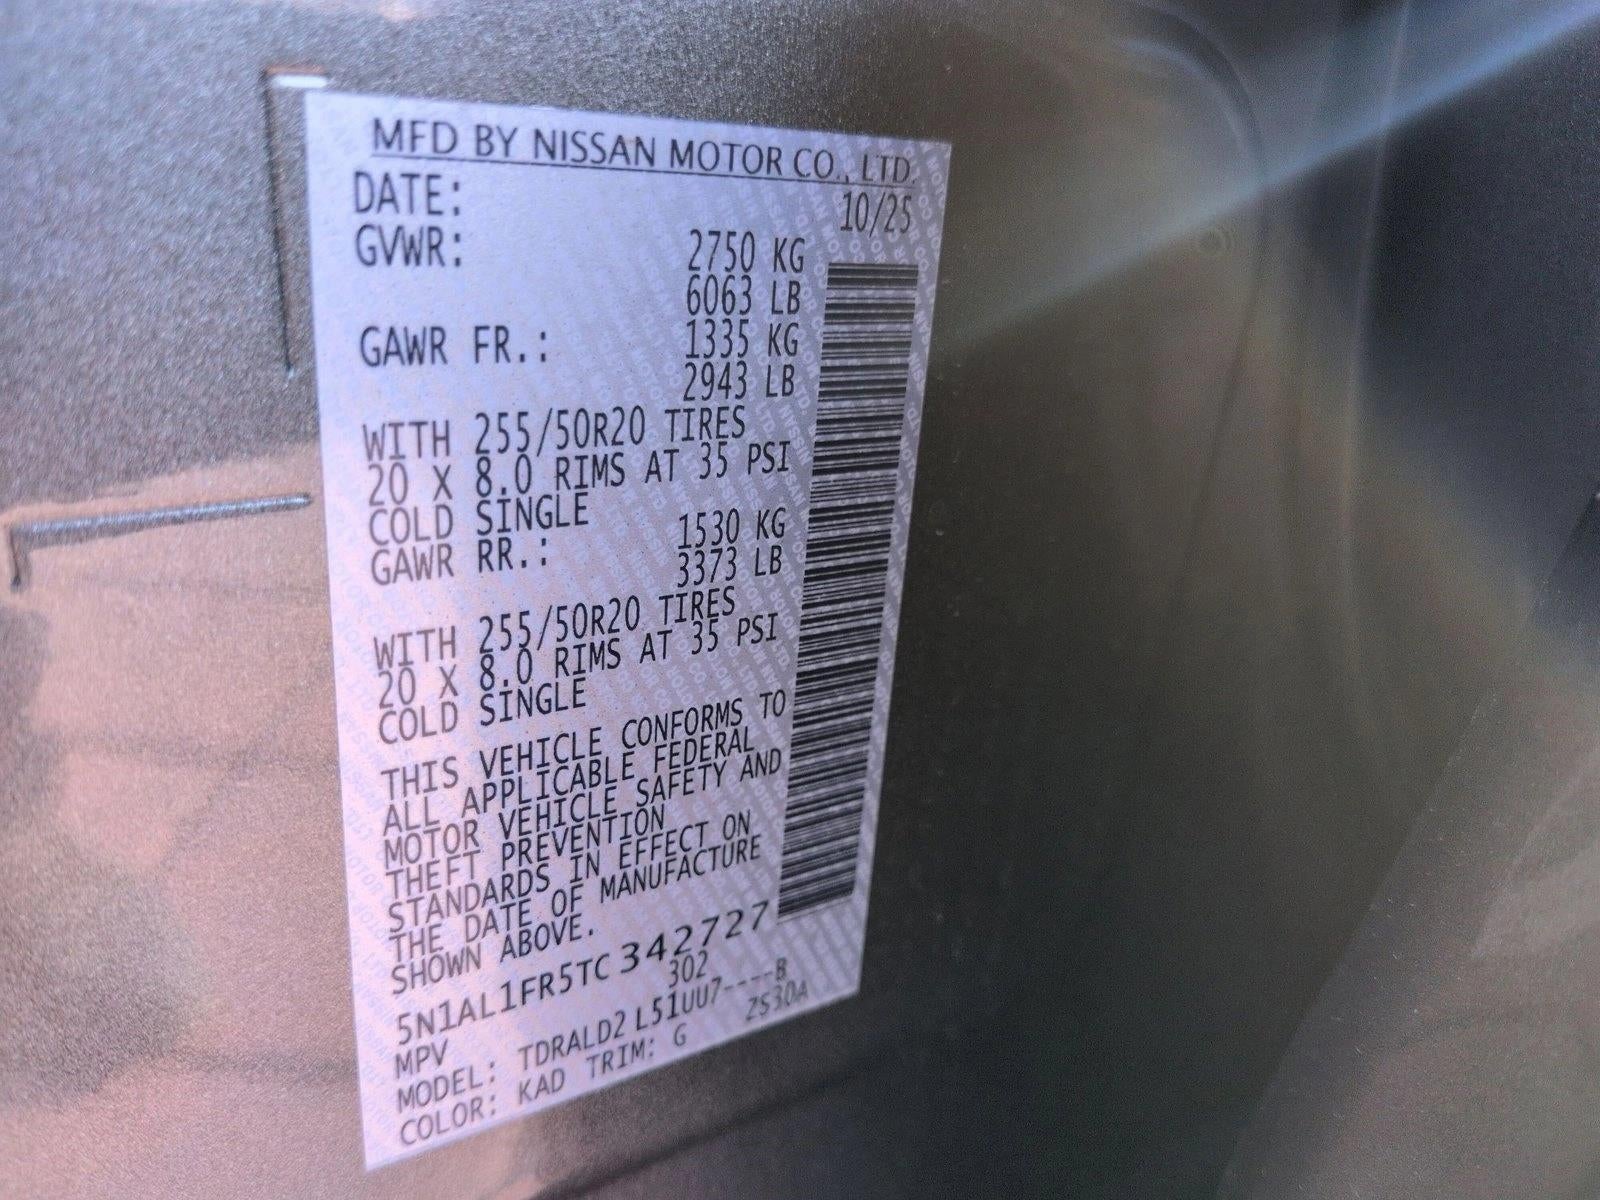 MFD BY NISSAN MOTOR CO., LTD.
DATE: 10/25
GVWR: 2750 KG
6063 LB
GAWR FR.: 1335 KG
2943 LB
WITH 255/50R20 TIRES
20 X 8.0 RIMS AT 35 PSI
COLD SINGLE
GAWR RR.: 1530 KG
3373 LB
WITH 255/50R20 TIRES
20 X 8.0 RIMS AT 35 PSI
COLD SINGLE
THIS VEHICLE CONFORMS TO
ALL APPLICABLE FEDERAL
MOTOR VEHICLE SAFETY AND
THEFT PREVENTION
STANDARDS IN EFFECT ON
THE DATE OF MANUFACTURE
SHOWN ABOVE.
5N1AL1FR5TC342727
MPV 302
MODEL: TDRALD2 L51UU7----B
COLOR: KAD TRIM: G ZS30A